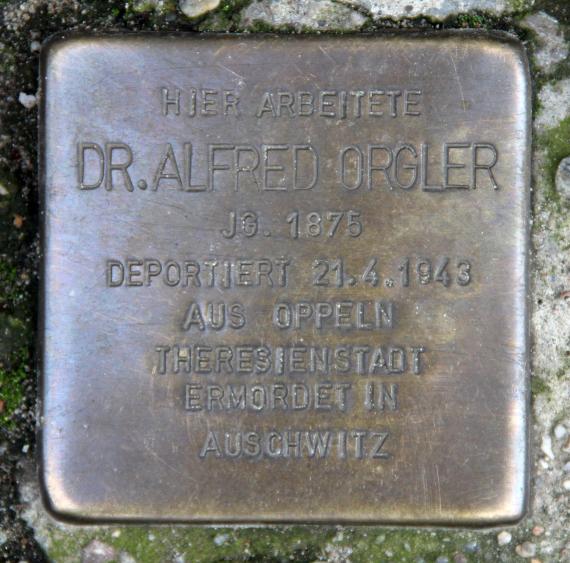 HIER ARBEITETE
DR. ALFRED ORGLER
JG. 1875
DEPORTIERT 21.4.1943
AUS OPPELN
THERESIENSTADT
ERMORDET IN
AUSCHWITZ